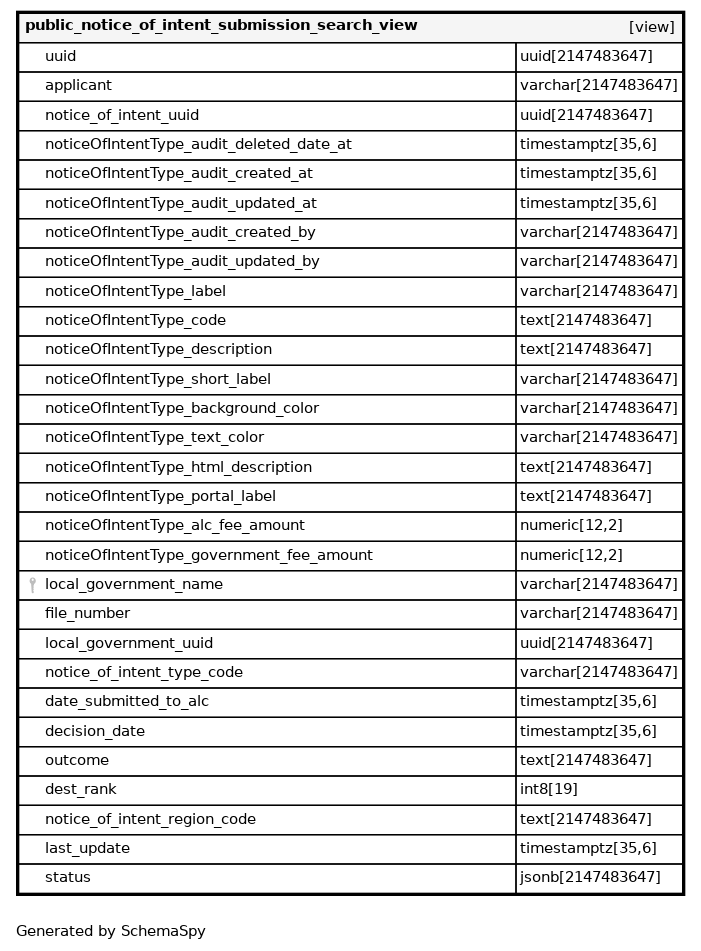 public_notice_of_intent_submission_search_view [view]
uuid uuid[2147483647]
applicant varchar[2147483647]
notice_of_intent_uuid uuid[2147483647]
noticeOfIntentType_audit_deleted_date_at timestamptz[35,6]
noticeOfIntentType_audit_created_at timestamptz[35,6]
noticeOfIntentType_audit_updated_at timestamptz[35,6]
noticeOfIntentType_audit_created_by varchar[2147483647]
noticeOfIntentType_audit_updated_by varchar[2147483647]
noticeOfIntentType_label varchar[2147483647]
noticeOfIntentType_code text[2147483647]
noticeOfIntentType_description text[2147483647]
noticeOfIntentType_short_label varchar[2147483647]
noticeOfIntentType_background_color varchar[2147483647]
noticeOfIntentType_text_color varchar[2147483647]
noticeOfIntentType_html_description text[2147483647]
noticeOfIntentType_portal_label text[2147483647]
noticeOfIntentType_alc_fee_amount numeric[12,2]
noticeOfIntentType_government_fee_amount numeric[12,2]
local_government_name varchar[2147483647]
file_number varchar[2147483647]
local_government_uuid uuid[2147483647]
notice_of_intent_type_code varchar[2147483647]
date_submitted_to_alc timestamptz[35,6]
decision_date timestamptz[35,6]
outcome text[2147483647]
dest_rank int8[19]
notice_of_intent_region_code text[2147483647]
last_update timestamptz[35,6]
status jsonb[2147483647]
Generated by SchemaSpy